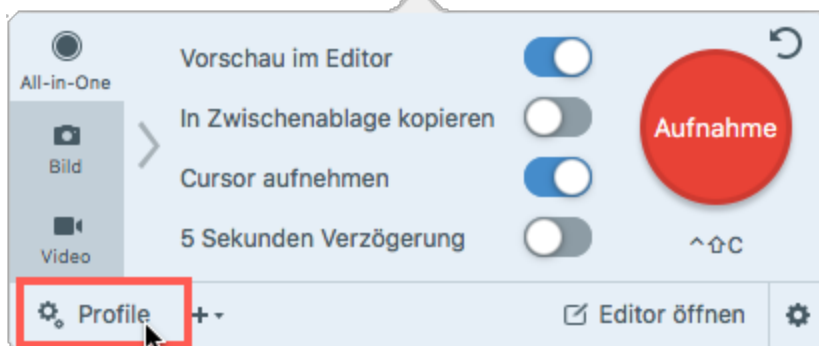 All-in-One
Bild
Video
Vorschau im Editor
In Zwischenablage kopieren
Cursor aufnehmen
5 Sekunden Verzögerung
Aufnahme
^⇧C
Profile
Editor öffnen